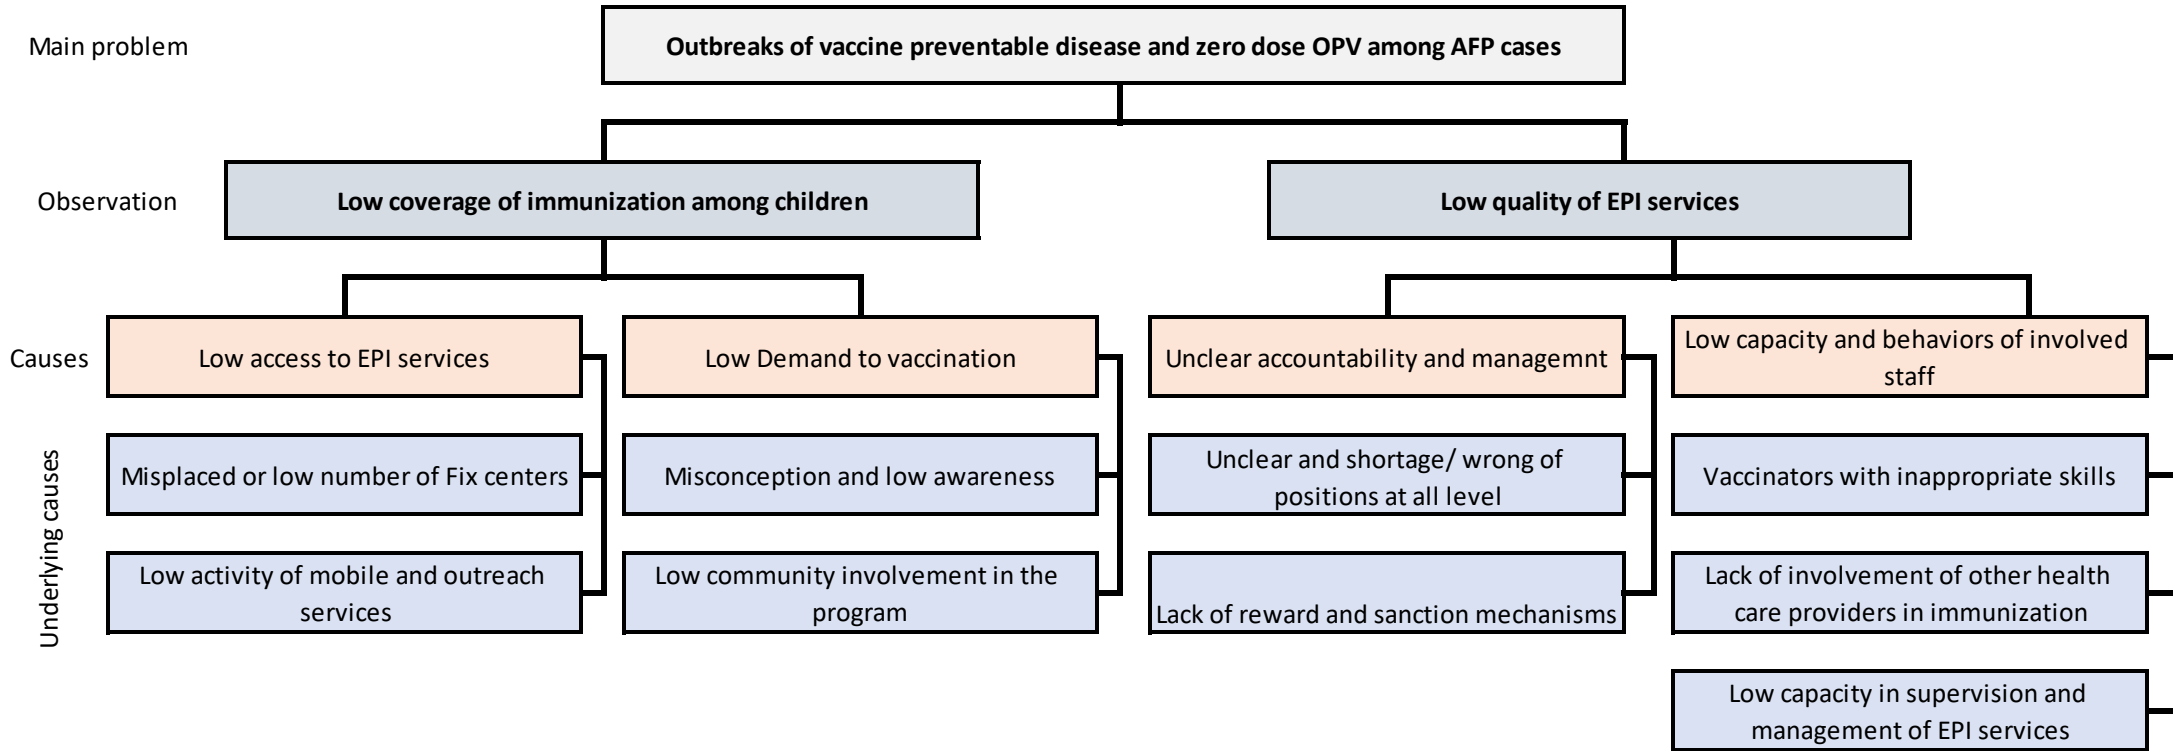 Main problem
Outbreaks of vaccine preventable disease and zero dose OPV among AFP cases
Observation
Low coverage of immunization among children
Low quality of EPI services
Causes
Low access to EPI services
Low Demand to vaccination
Unclear accountability and managemnt
Low capacity and behaviors of involved
staff
Underlying causes
Misplaced or low number of Fix centers
Misconception and low awareness
Unclear and shortage/ wrong of
positions at all level
Vaccinators with inappropriate skills
Low activity of mobile and outreach
services
Low community involvement in the
program
Lack of reward and sanction mechanisms
Lack of involvement of other health
care providers in immunization
Low capacity in supervision and
management of EPI services